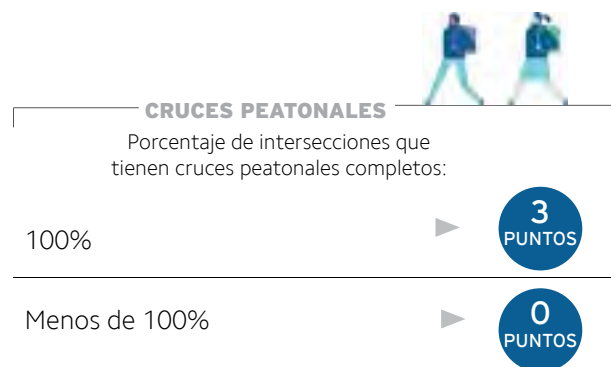 CRUCES PEATONALES
Porcentaje de intersecciones que
tienen cruces peatonales completos:
100%
3
PUNTOS
Menos de 100%
0
PUNTOS